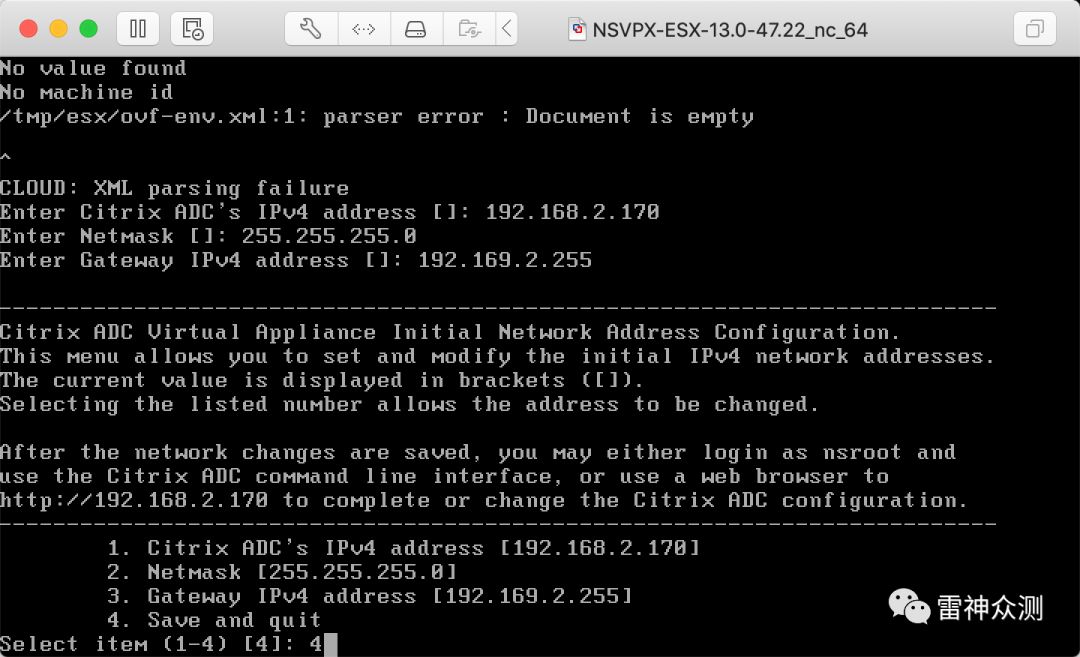 NSVPX-ESX-13.0-47.22_nc_64
No value found
No machine id
/tmp/esx/ovf-env.xml:1: parser error : Document is empty
^
CLOUD: XML parsing failure
Enter Citrix ADC's IPv4 address []: 192.168.2.170
Enter Netmask []: 255.255.255.0
Enter Gateway IPv4 address []: 192.169.2.255
--------------------------------------------------------------------------
Citrix ADC Virtual Appliance Initial Network Address Configuration.
This menu allows you to set and modify the initial IPv4 network addresses.
The current value is displayed in brackets ([]).
Selecting the listed number allows the address to be changed.
After the network changes are saved, you may either login as nsroot and
use the Citrix ADC command line interface, or use a web browser to
http://192.168.2.170 to complete or change the Citrix ADC configuration.
--------------------------------------------------------------------------
1. Citrix ADC's IPv4 address [192.168.2.170]
2. Netmask [255.255.255.0]
3. Gateway IPv4 address [192.169.2.255]
4. Save and quit
Select item (1-4) [4]: 4
雷神众测